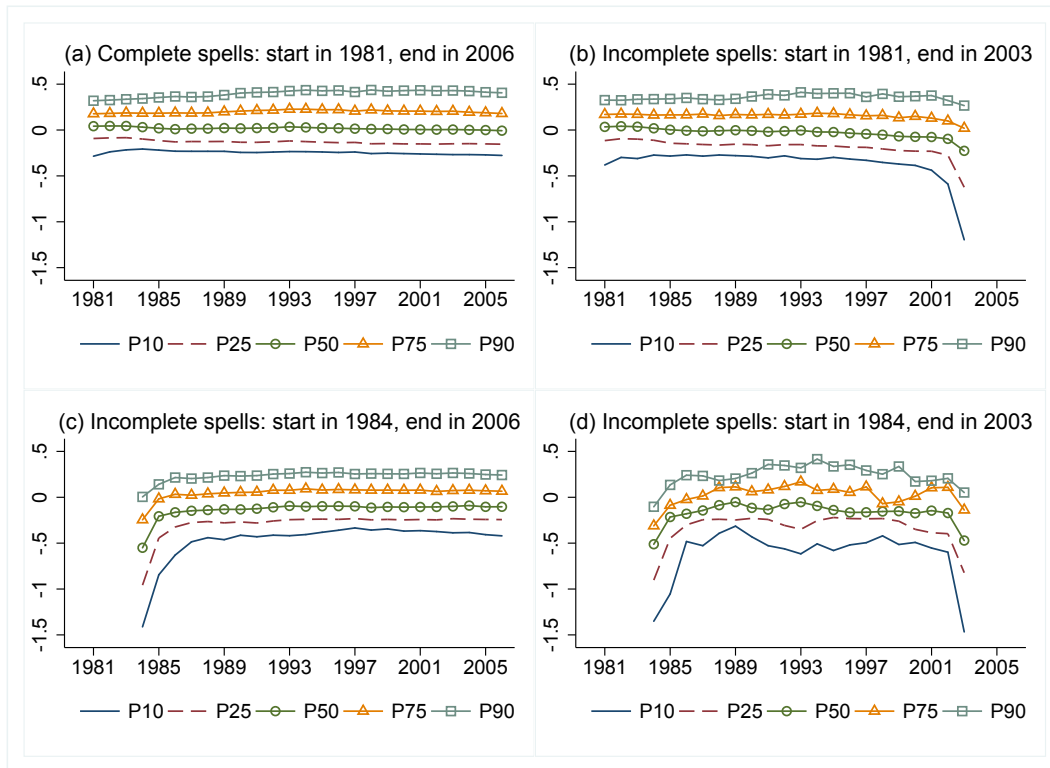 (a) Complete spells: start in 1981, end in 2006
.5
0
-.5
-1
-1.5
1981 1985 1989 1993 1997 2001 2005
P10 P25 P50 P75 P90
(b) Incomplete spells: start in 1981, end in 2003
.5
0
-.5
-1
-1.5
1981 1985 1989 1993 1997 2001 2005
P10 P25 P50 P75 P90
(c) Incomplete spells: start in 1984, end in 2006
.5
0
-.5
-1
-1.5
1981 1985 1989 1993 1997 2001 2005
P10 P25 P50 P75 P90
(d) Incomplete spells: start in 1984, end in 2003
.5
0
-.5
-1
-1.5
1981 1985 1989 1993 1997 2001 2005
P10 P25 P50 P75 P90